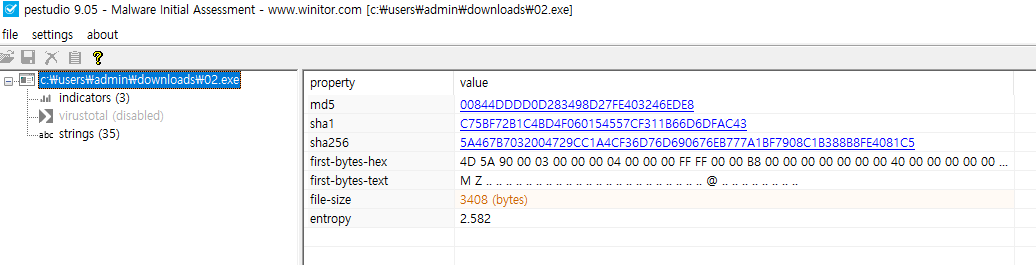 pestudio 9.05 - Malware Initial Assessment - www.winitor.com [c:₩users₩admin₩downloads₩02.exe]
file settings about
c:₩users₩admin₩downloads₩02.exe
indicators (3)
virustotal (disabled)
abc strings (35)
property value
md5 00844DDDD0D283498D27FE403246EDE8
sha1 C75BF72B1C4BD4F060154557CF311B66D6DFAC43
sha256 5A467B7032004729CC1A4CF36D76D690676EB777A1BF7908C1B388B8FE4081C5
first-bytes-hex 4D 5A 90 00 03 00 00 00 04 00 00 00 FF FF 00 00 B8 00 00 00 00 00 00 00 40 00 00 00 00 00 ...
first-bytes-text M Z .. .. .. .. .. .. .. .. .. .. .. .. .. .. .. .. .. .. .. .. .. .. @ .. .. .. .. .. .. .. ..
file-size 3408 (bytes)
entropy 2.582